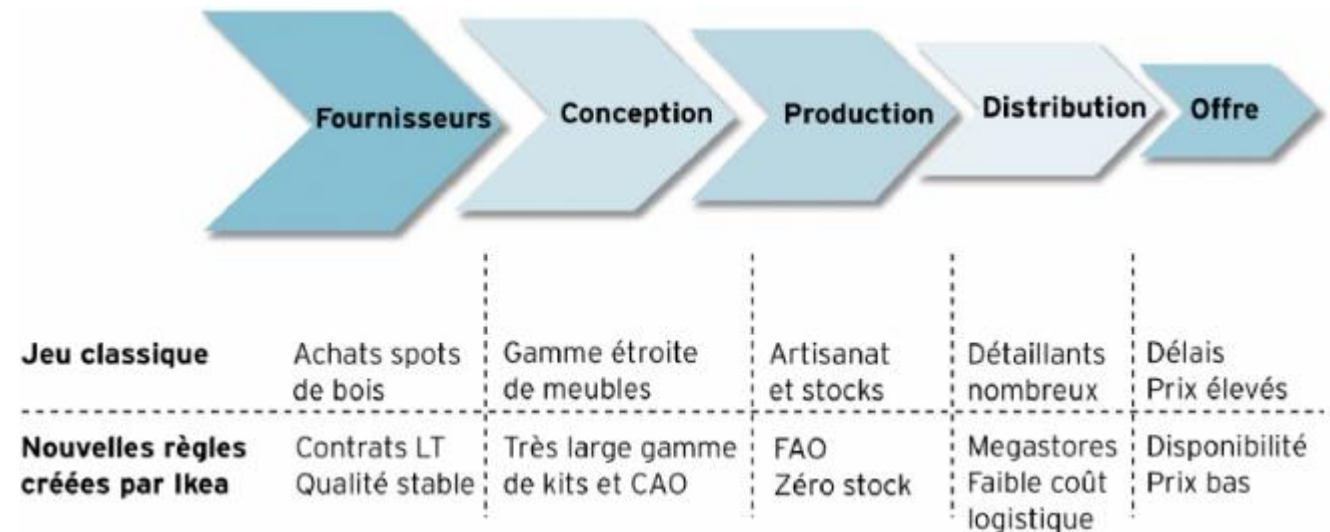 Fournisseurs
Conception
Production
Distribution
Offre
Jeu classique
Achats spots
de bois
Gamme étroite
de meubles
Artisanat
et stocks
Détaillants
nombreux
Délais
Prix élevés
Nouvelles règles
créées par Ikea
Contrats LT
Qualité stable
Très large gamme
de kits et CAO
FAO
Zéro stock
Megastores
Faible coût
logistique
Disponibilité
Prix bas